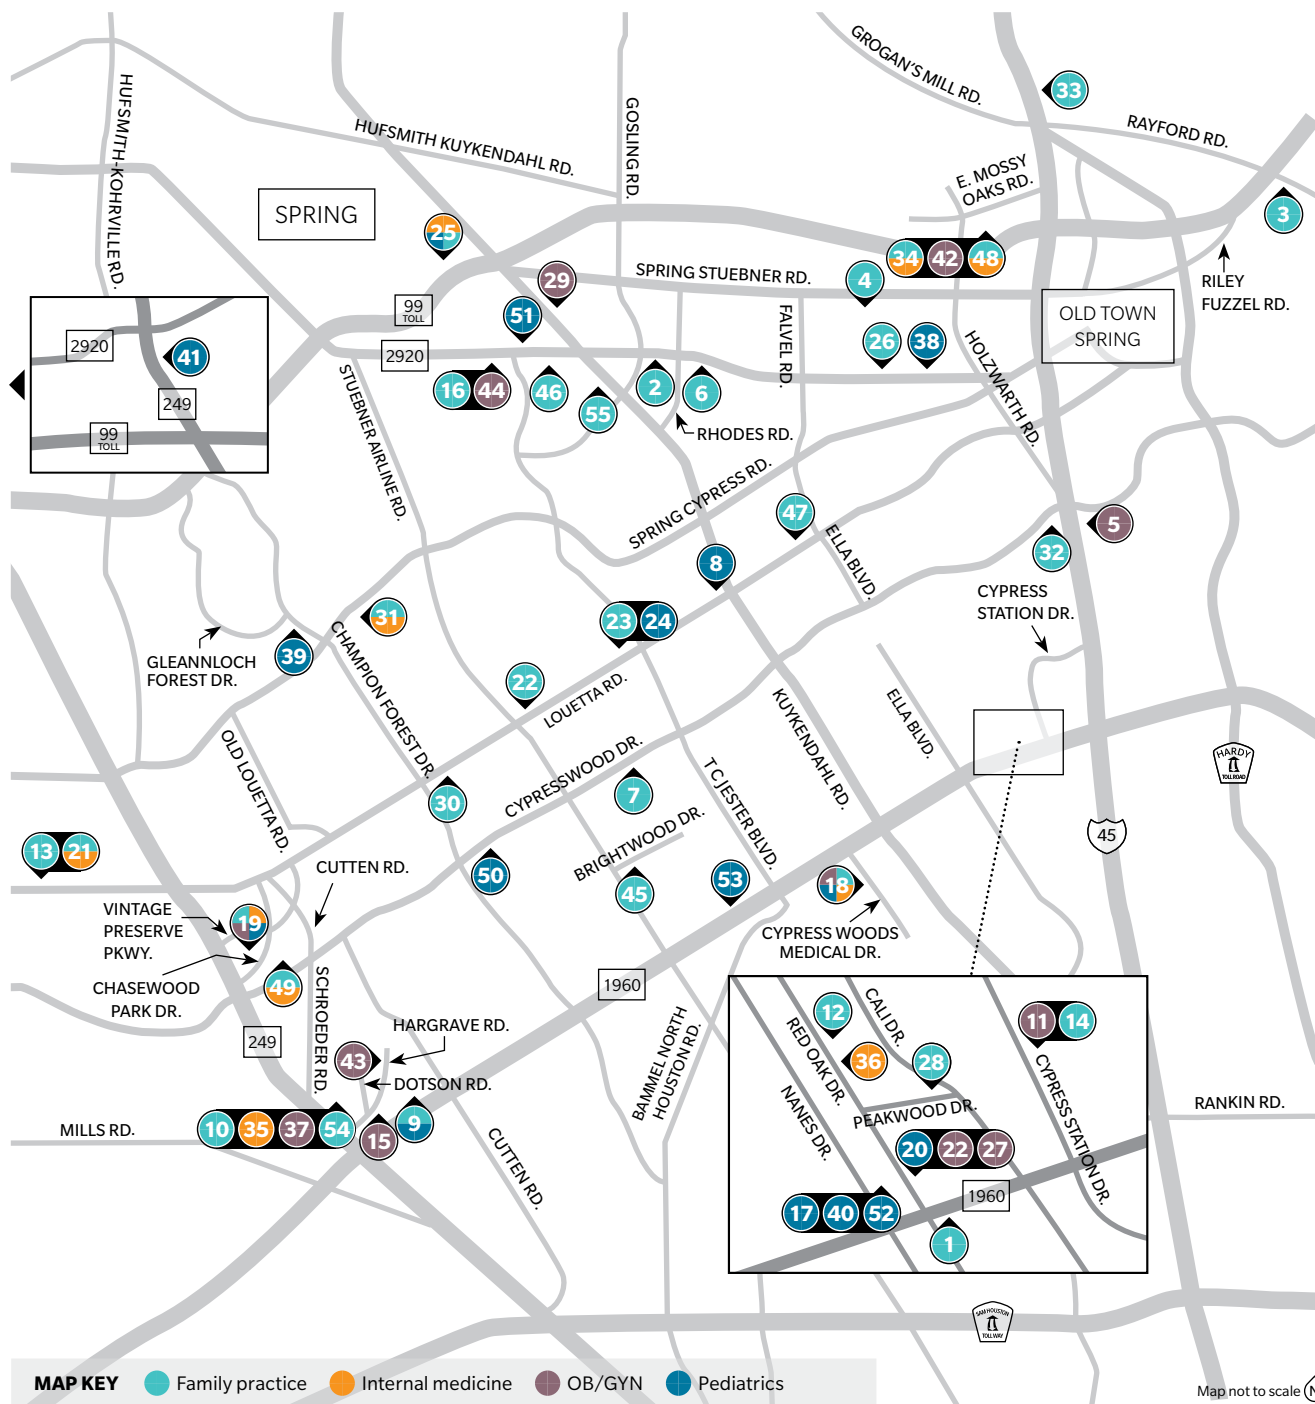 GROGAN'S MILL RD.
33
RAYFORD RD.
HUFSMITH-KOHRVILLE RD.
HUFSMITH KUYKENDAHL RD.
GOSLING RD.
E. MOSSY
OAKS RD.
SPRING
25
3
34
42
48
29
SPRING STUEBNER RD.
4
RILEY
FUZZEL RD.
99
TOLL
51
FALVEL RD.
OLD TOWN
SPRING
2920
41
249
99
TOLL
2920
26
38
HOLZWARTH RD.
STUEBNER AIRLINE RD.
16
44
46
55
2
6
RHODES RD.
SPRING CYPRESS RD.
47
ELLA BLVD.
5
32
8
CYPRESS
STATION DR.
31
23
24
GLEANNLOCH
FOREST DR.
39
CHAMPION FOREST DR.
22
LOUETTA RD.
KUYKENDAHL RD.
ELLA BLVD.
OLD LOUETTA RD.
CYPRESSWOOD DR.
T C JESTER BLVD.
HARDY
TOLL ROAD
30
7
BRIGHTWOOD DR.
45
13
21
CUTTEN RD.
50
45
53
18
VINTAGE
PRESERVE
PKWY.
19
CYPRESS WOODS
MEDICAL DR.
CHASEWOOD
PARK DR.
49
SCHROEDER RD.
1960
249
HARGRAVE RD.
43
DOTSON RD.
BAMMEL NORTH
HOUSTON RD.
12
CALI DR.
RED OAK DR.
11
14
36
28
NANES DR.
PEAKWOOD DR.
CYPRESS STATION DR.
RANKIN RD.
MILLS RD.
10
35
37
54
15
9
CUTTEN RD.
20
22
27
1960
17
40
52
1
SAM HOUSTON
TOLLWAY
MAP KEY Family practice Internal medicine OB/GYN Pediatrics
Map not to scale N